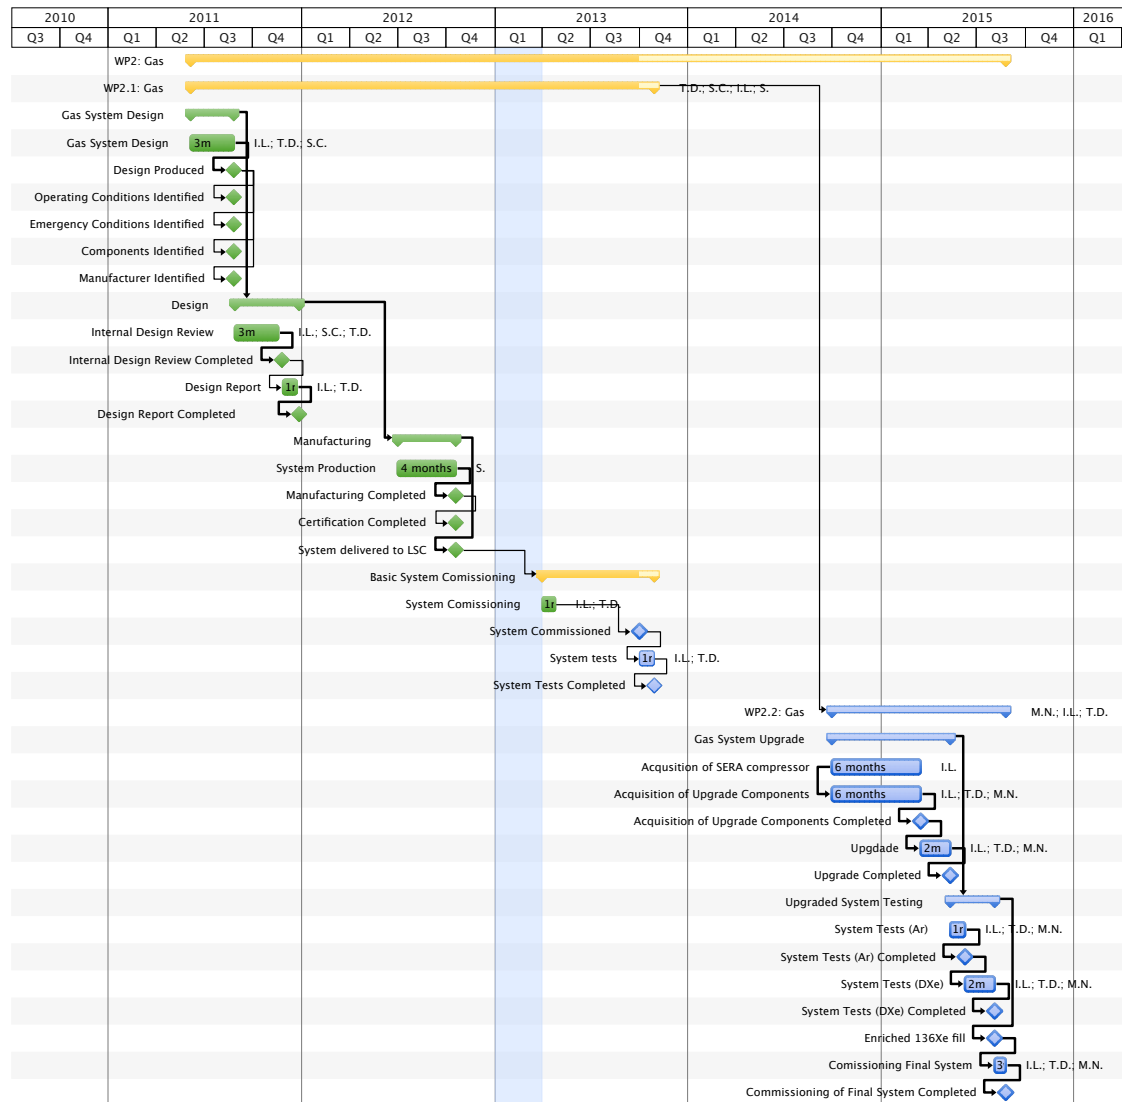 2010 2011 2012 2013 2014 2015 2016
Q3 Q4 Q1 Q2 Q3 Q4 Q1 Q2 Q3 Q4 Q1 Q2 Q3 Q4 Q1 Q2 Q3 Q4 Q1 Q2 Q3 Q4 Q1
WP2: Gas
WP2.1: Gas T.D.; S.C.; I.L.; S.
Gas System Design
Gas System Design 3m I.L.; T.D.; S.C.
Design Produced
Operating Conditions Identified
Emergency Conditions Identified
Components Identified
Manufacturer Identified
Design
Internal Design Review 3m I.L.; S.C.; T.D.
Internal Design Review Completed
Design Report 1r I.L.; T.D.
Design Report Completed
Manufacturing
System Production 4 months S.
Manufacturing Completed
Certification Completed
System delivered to LSC
Basic System Comissioning
System Comissioning 1r I.L.; T.D.
System Commissioned
System tests 1r I.L.; T.D.
System Tests Completed
WP2.2: Gas M.N.; I.L.; T.D.
Gas System Upgrade
Acqusition of SERA compressor 6 months I.L.
Acquisition of Upgrade Components 6 months I.L.; T.D.; M.N.
Acquisition of Upgrade Components Completed
Upgdade 2m I.L.; T.D.; M.N.
Upgrade Completed
Upgraded System Testing
System Tests (Ar) 1r I.L.; T.D.; M.N.
System Tests (Ar) Completed
System Tests (DXe) 2m I.L.; T.D.; M.N.
System Tests (DXe) Completed
Enriched 136Xe fill
Comissioning Final System 3 I.L.; T.D.; M.N.
Commissioning of Final System Completed